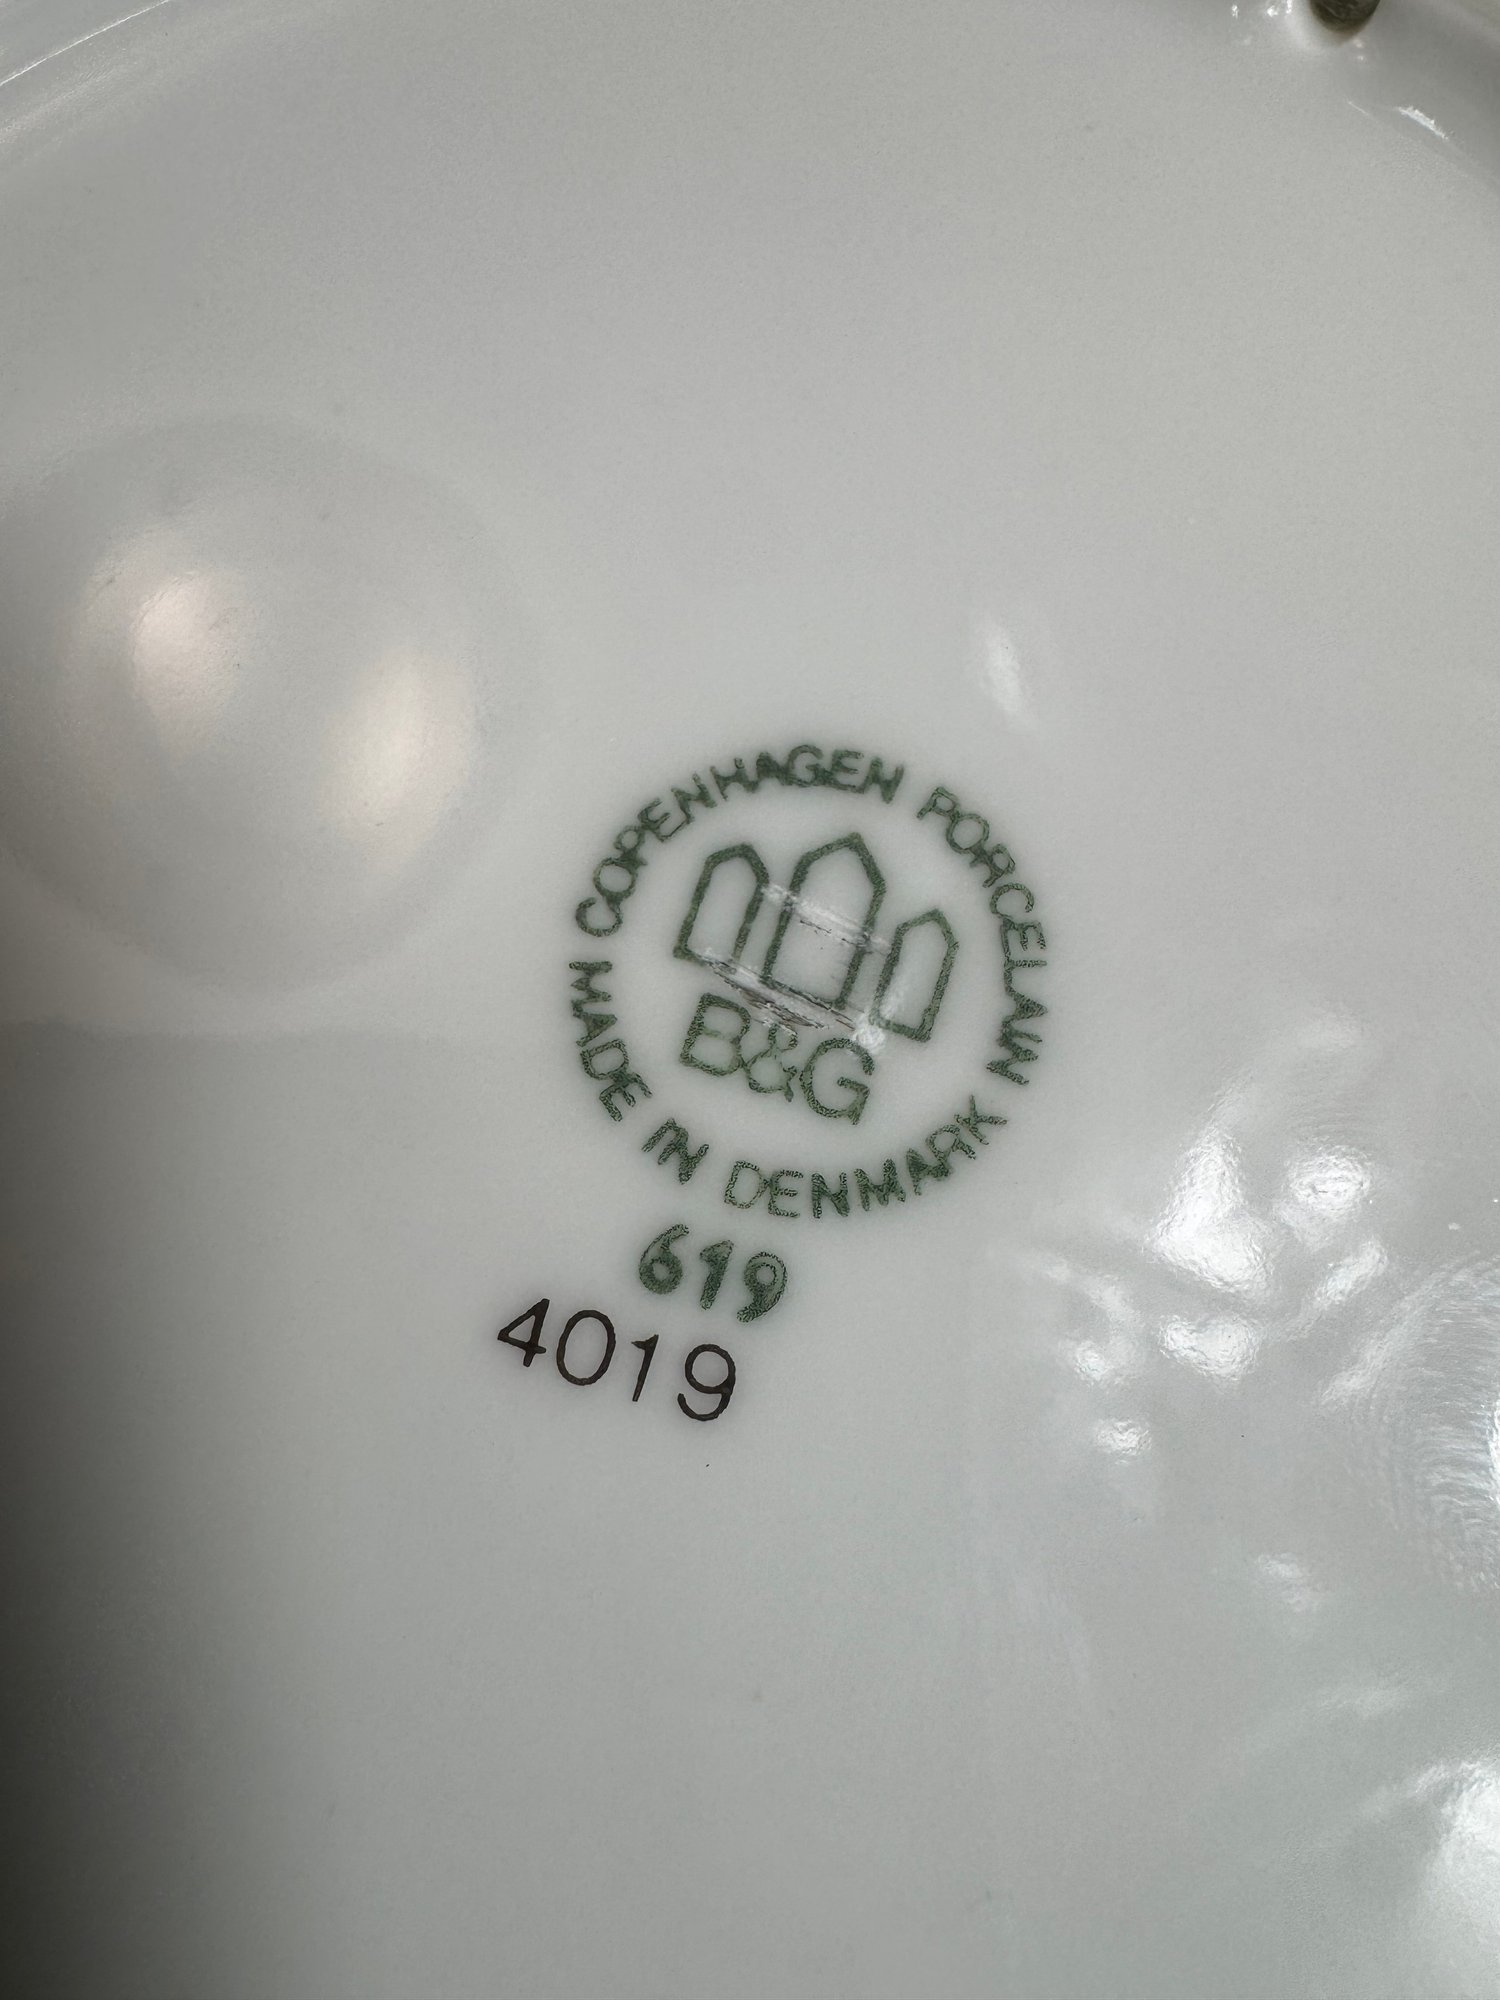 COPENHAGEN PORCELAIN
B&G
MADE IN DENMARK
619
4019